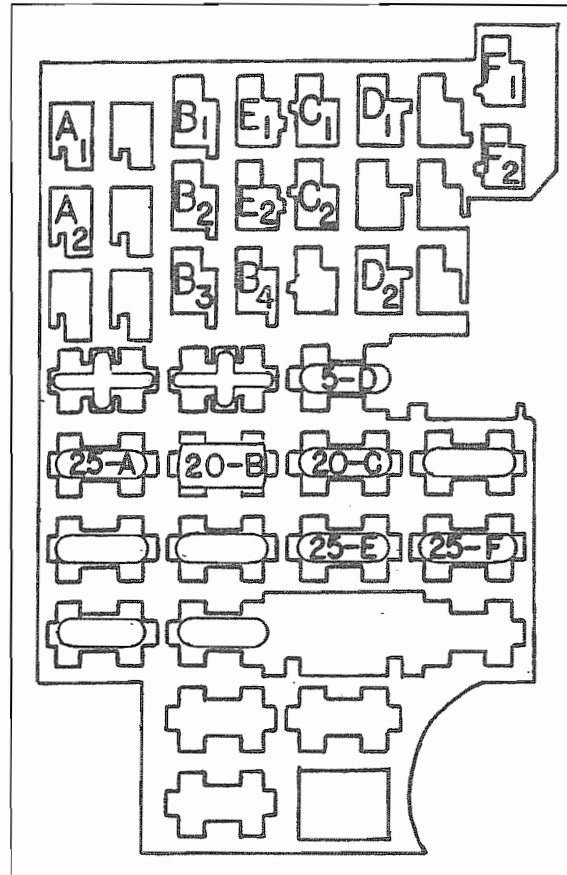 F1
A1 B1 E1 C1 D1
F2
A2 B2 E2 C2
B3 B4 D2
5-D
25-A 20-B 20-C
25-E 25-F